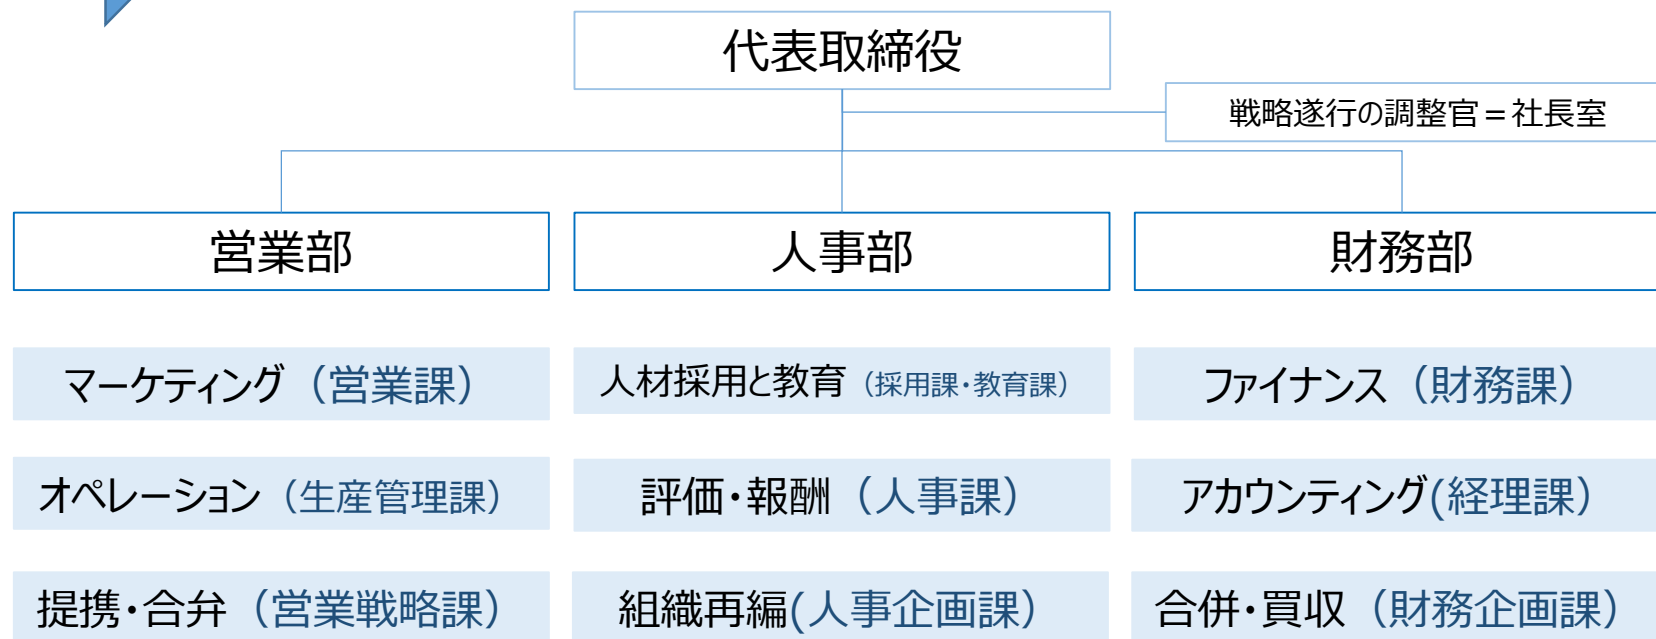 代表取締役
戦略遂行の調整官＝社長室
営業部
人事部
財務部
マーケティング（営業課）
人材採用と教育（採用課・教育課）
ファイナンス（財務課）
オペレーション（生産管理課）
評価・報酬（人事課）
アカウンティング(経理課）
提携・合弁（営業戦略課）
組織再編(人事企画課）
合併・買収（財務企画課）